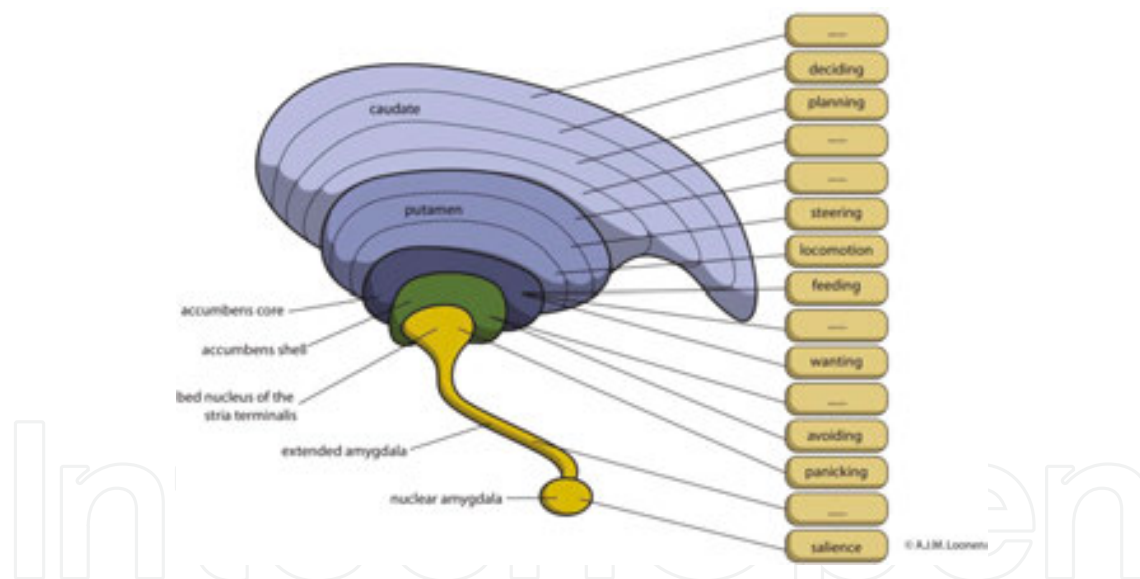 caudate
putamen
accumbens core
accumbens shell
bed nucleus of the
stria terminalis
extended amygdala
nuclear amygdala
.....
deciding
planning
.....
.....
steering
locomotion
feeding
.....
wanting
.....
avoiding
panicking
.....
salience
© A.J.M. Loonen